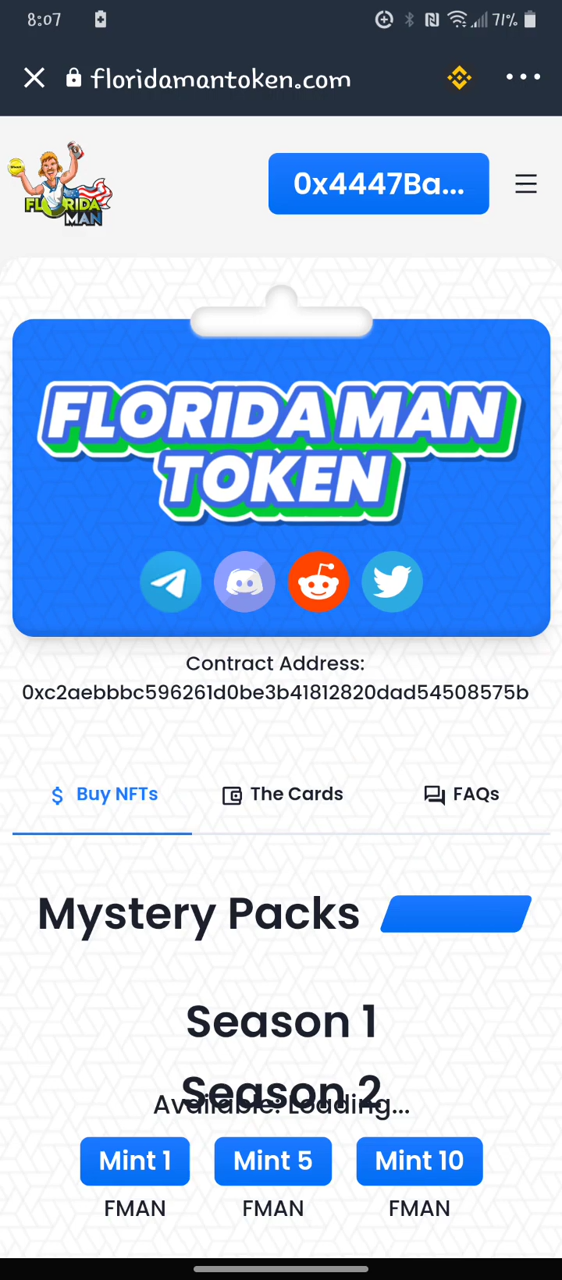 8:07
71%
floridamantoken.com
FLORIDA
MAN
0x4447Ba...
FLORIDA MAN
TOKEN
Contract Address:
0xc2aebbbc596261d0be3b41812820dad54508575b
Buy NFTs
The Cards
FAQs
Mystery Packs
Season 1
Season 2
Available: Loading...
Mint 1
Mint 5
Mint 10
FMAN
FMAN
FMAN